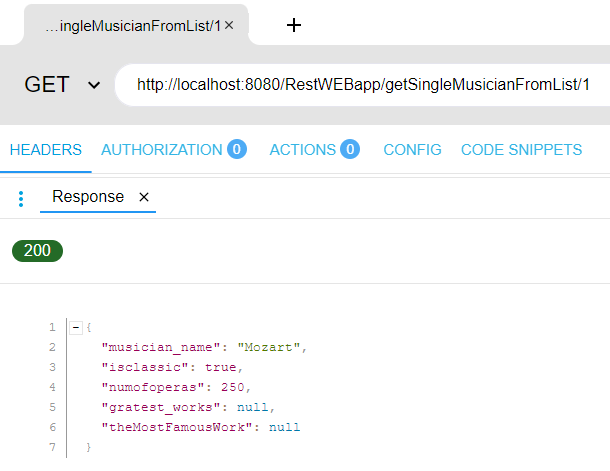 ...ingleMusicianFromList/1 ×
+
GET http://localhost:8080/RestWEBapp/getSingleMusicianFromList/1
HEADERS AUTHORIZATION 0 ACTIONS 0 CONFIG CODE SNIPPETS
Response ×
200
1 {
2 "musician_name": "Mozart",
3 "isclassic": true,
4 "numofoperas": 250,
5 "gratest_works": null,
6 "theMostFamousWork": null
7 }